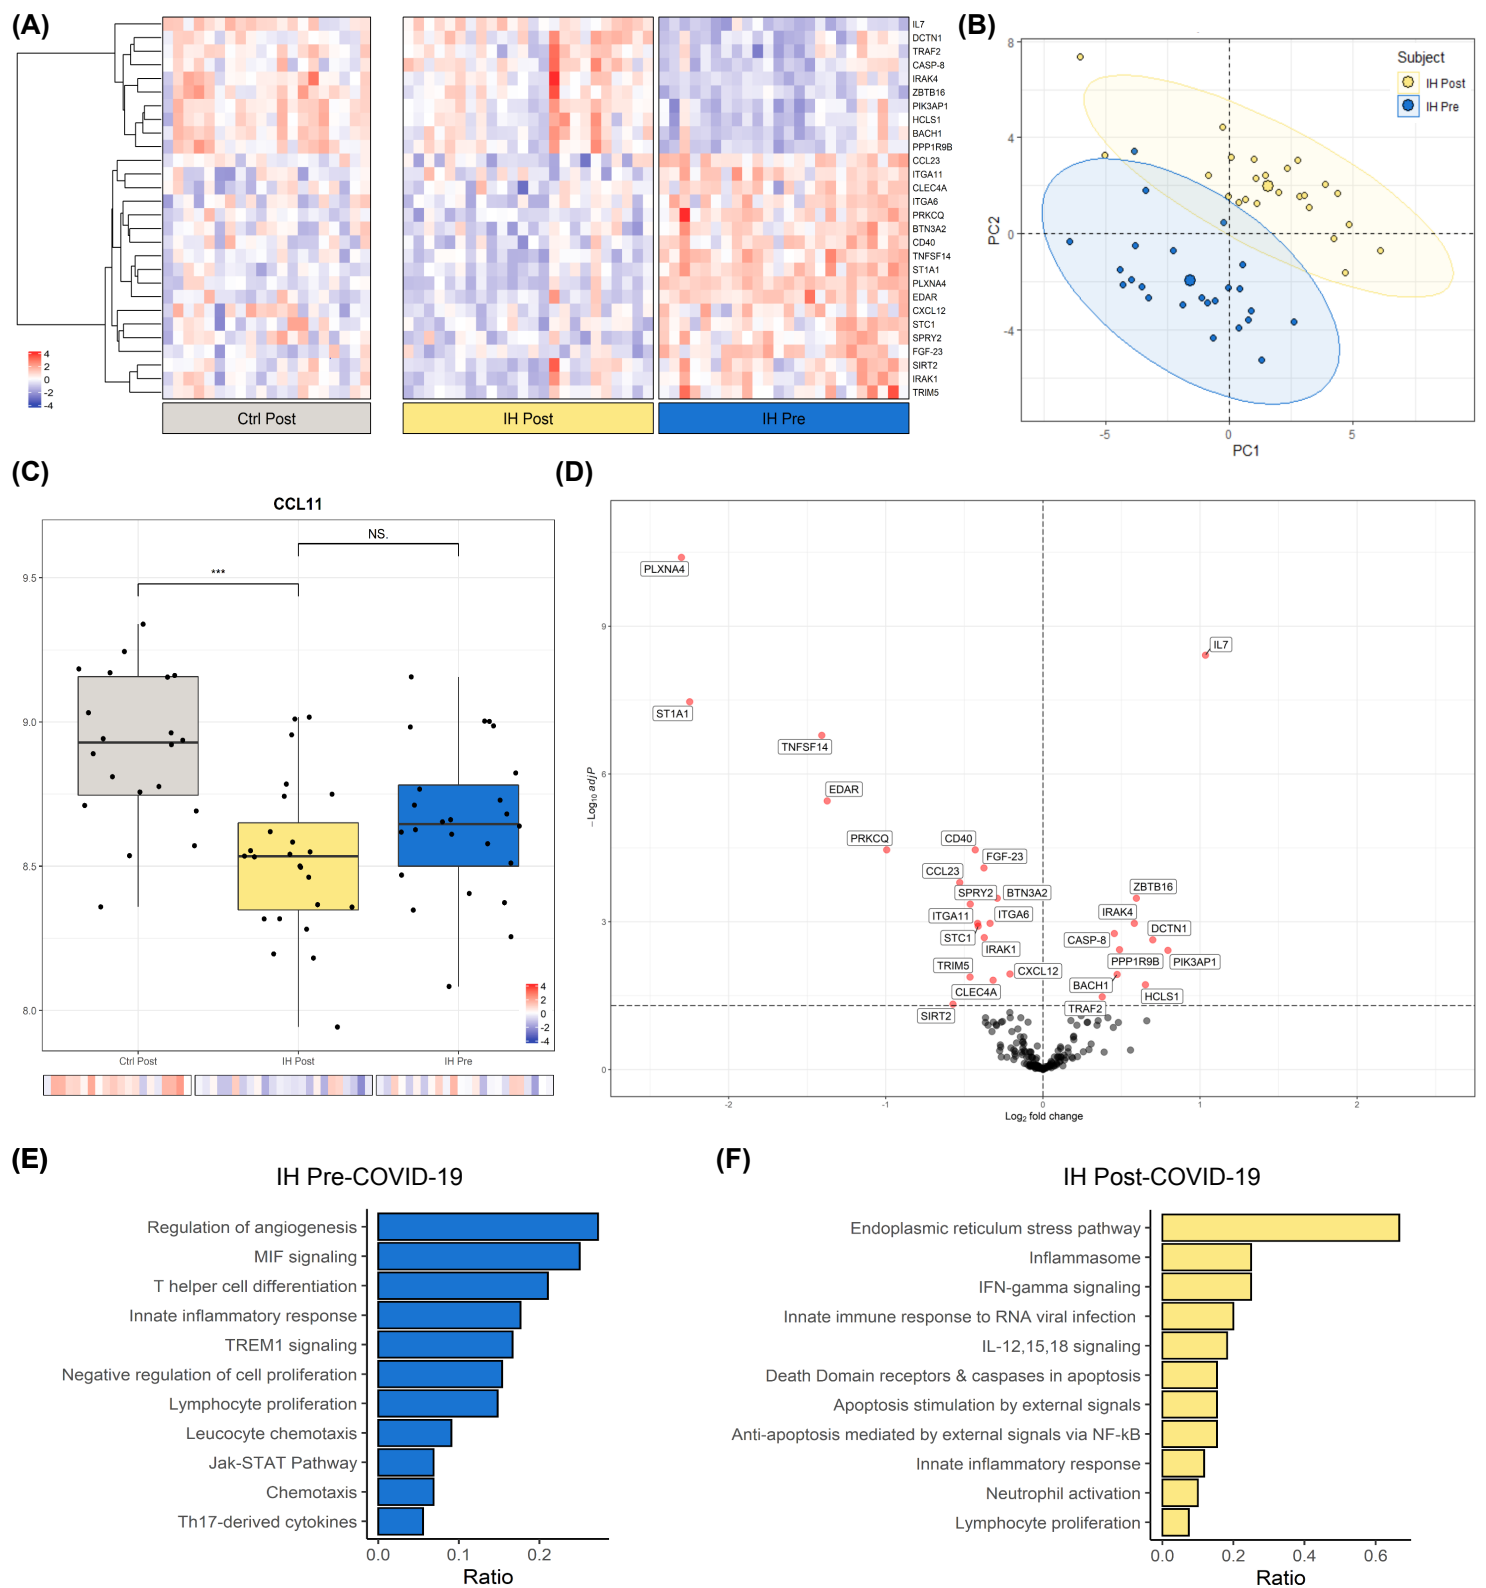 (A)
IL7
DCTN1
TRAF2
CASP-8
IRAK4
ZBTB16
PIK3AP1
HCLS1
BACH1
PPP1R9B
CCL23
ITGA11
CLEC4A
ITGA6
PRKCQ
BTN3A2
CD40
TNFSF14
ST1A1
PLXNA4
EDAR
CXCL12
STC1
SPRY2
FGF-23
SIRT2
IRAK1
TRIM5
4
2
0
-2
-4
Ctrl Post
IH Post
IH Pre
(B)
Subject
IH Post
IH Pre
8
4
0
-4
PC2
-5
0
5
PC1
(C)
CCL11
NS.
***
9.5
9.0
8.5
8.0
4
2
0
-2
-4
Ctrl Post
IH Post
IH Pre
(D)
PLXNA4
IL7
ST1A1
TNFSF14
EDAR
PRKCQ
CD40
FGF-23
CCL23
SPRY2
BTN3A2
ZBTB16
ITGA11
ITGA6
IRAK4
STC1
DCTN1
CASP-8
IRAK1
PPP1R9B
PIK3AP1
TRIM5
CXCL12
BACH1
CLEC4A
HCLS1
SIRT2
TRAF2
9
6
3
0
−Log10 adjP
-2
-1
0
1
2
Log2 fold change
(E)
IH Pre-COVID-19
Regulation of angiogenesis
MIF signaling
T helper cell differentiation
Innate inflammatory response
TREM1 signaling
Negative regulation of cell proliferation
Lymphocyte proliferation
Leucocyte chemotaxis
Jak-STAT Pathway
Chemotaxis
Th17-derived cytokines
0.0 0.1 0.2
Ratio
(F)
IH Post-COVID-19
Endoplasmic reticulum stress pathway
Inflammasome
IFN-gamma signaling
Innate immune response to RNA viral infection
IL-12,15,18 signaling
Death Domain receptors & caspases in apoptosis
Apoptosis stimulation by external signals
Anti-apoptosis mediated by external signals via NF-kB
Innate inflammatory response
Neutrophil activation
Lymphocyte proliferation
0.0 0.2 0.4 0.6
Ratio